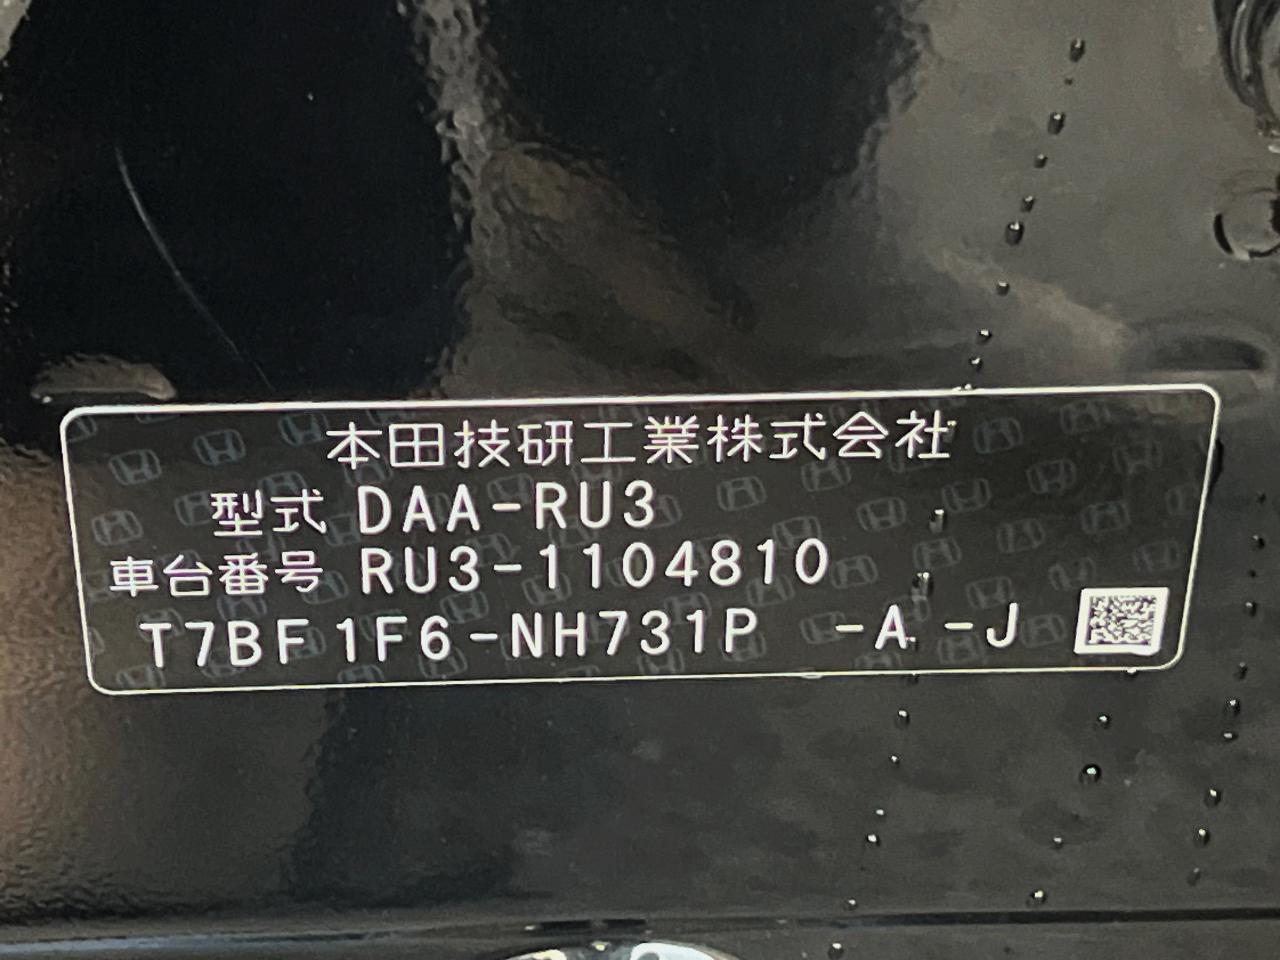 本田技研工業株式会社
型式 DAA-RU3
車台番号 RU3-1104810
T7BF1F6-NH731P -A -J